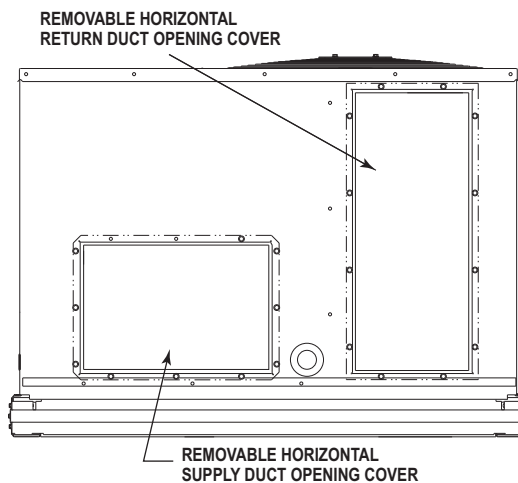 REMOVABLE HORIZONTAL
RETURN DUCT OPENING COVER
REMOVABLE HORIZONTAL
SUPPLY DUCT OPENING COVER